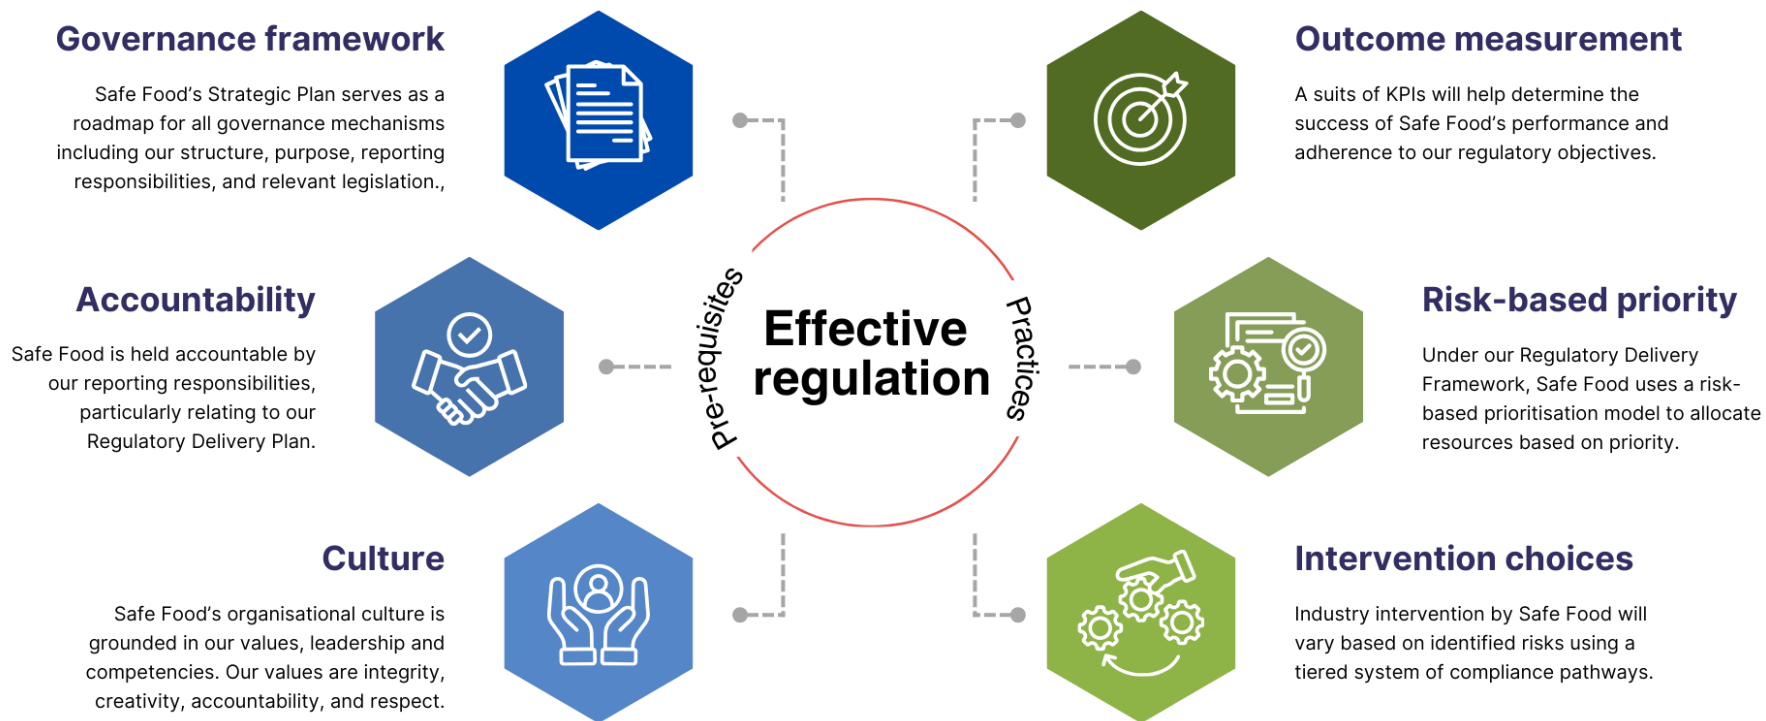 Governance framework
Safe Food's Strategic Plan serves as a
roadmap for all governance mechanisms
including our structure, purpose, reporting
responsibilities, and relevant legislation.,
Accountability
Safe Food is held accountable by
our reporting responsibilities,
particularly relating to our
Regulatory Delivery Plan.
Culture
Safe Food's organisational culture is
grounded in our values, leadership and
competencies. Our values are integrity,
creativity, accountability, and respect.
Pre-requisites
Effective
regulation
Practices
Outcome measurement
A suits of KPIs will help determine the
success of Safe Food's performance and
adherence to our regulatory objectives.
Risk-based priority
Under our Regulatory Delivery
Framework, Safe Food uses a risk-
based prioritisation model to allocate
resources based on priority.
Intervention choices
Industry intervention by Safe Food will
vary based on identified risks using a
tiered system of compliance pathways.